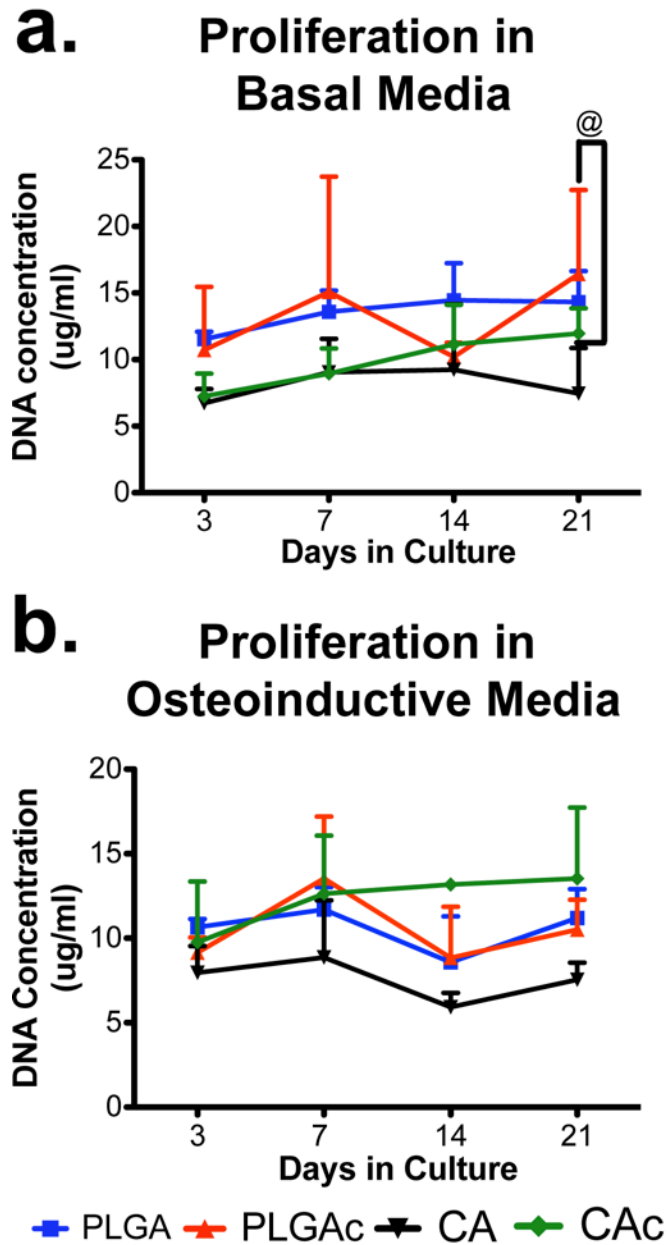 a.
Proliferation in
Basal Media
@
25
20
15
10
5
0
DNA concentration
(ug/ml)
3 7 14 21
Days in Culture
b.
Proliferation in
Osteoinductive Media
20
15
10
5
0
DNA Concentration
(ug/ml)
3 7 14 21
Days in Culture
PLGA PLGAc CA CAc